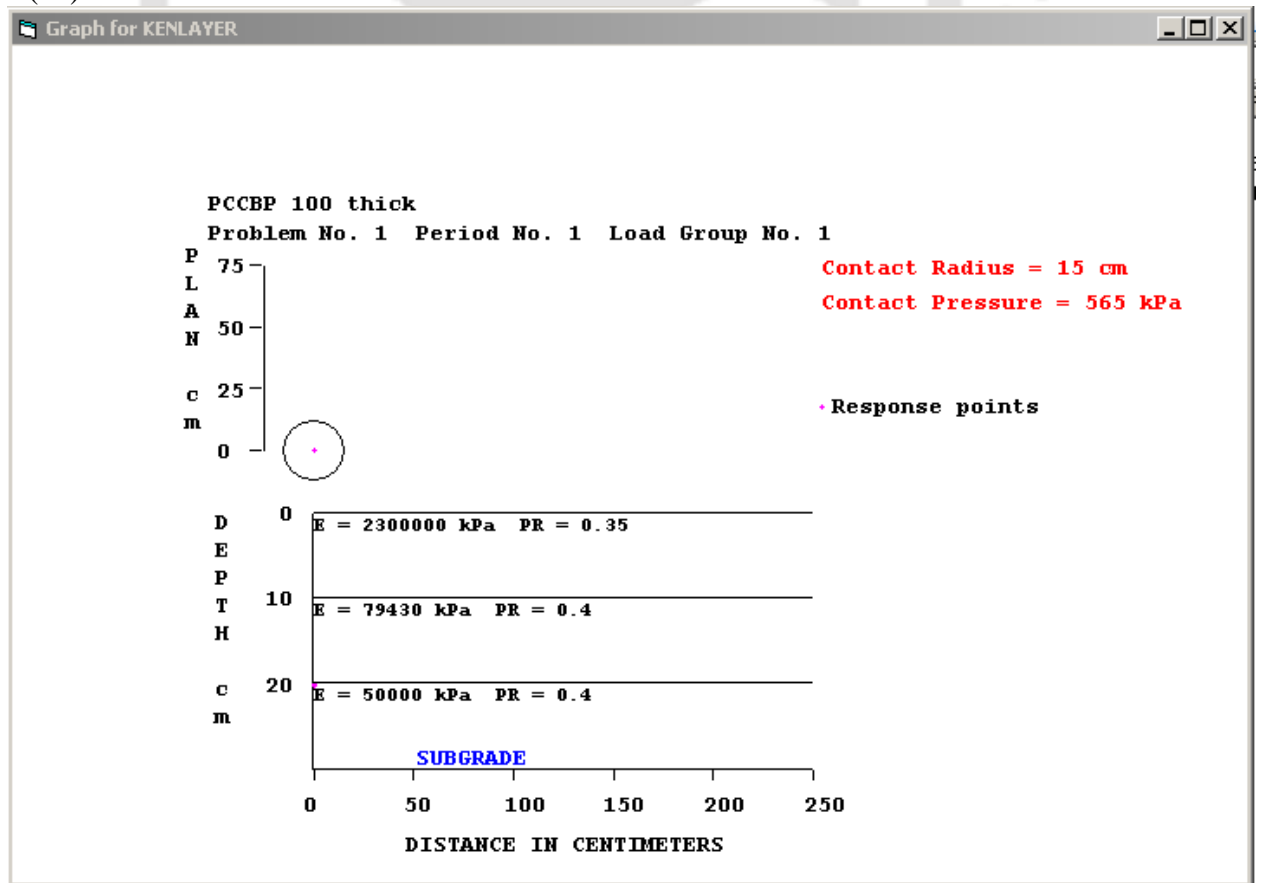 Graph for KENLAYER
PCCBP 100 thick
Problem No. 1 Period No. 1 Load Group No. 1
PLAN cm
75
50
25
0
Contact Radius = 15 cm
Contact Pressure = 565 kPa
Response points
DEPTH cm
0
E = 2300000 kPa PR = 0.35
10
E = 79430 kPa PR = 0.4
20
E = 50000 kPa PR = 0.4
SUBGRADE
0 50 100 150 200 250
DISTANCE IN CENTIMETERS